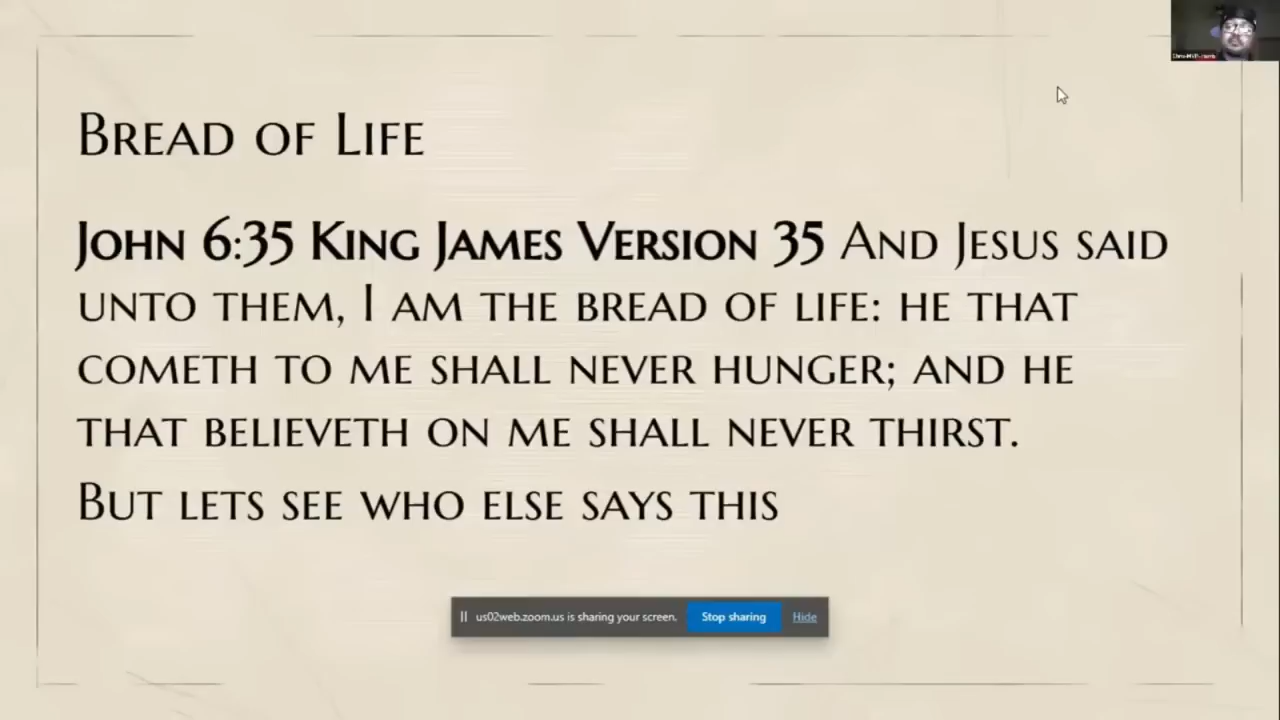 Bread of Life
John 6:35 King James Version 35 And Jesus said
unto them, I am the bread of life: he that
cometh to me shall never hunger; and he
that believeth on me shall never thirst.
But lets see who else says this
us02web.zoom.us is sharing your screen. Stop sharing Hide